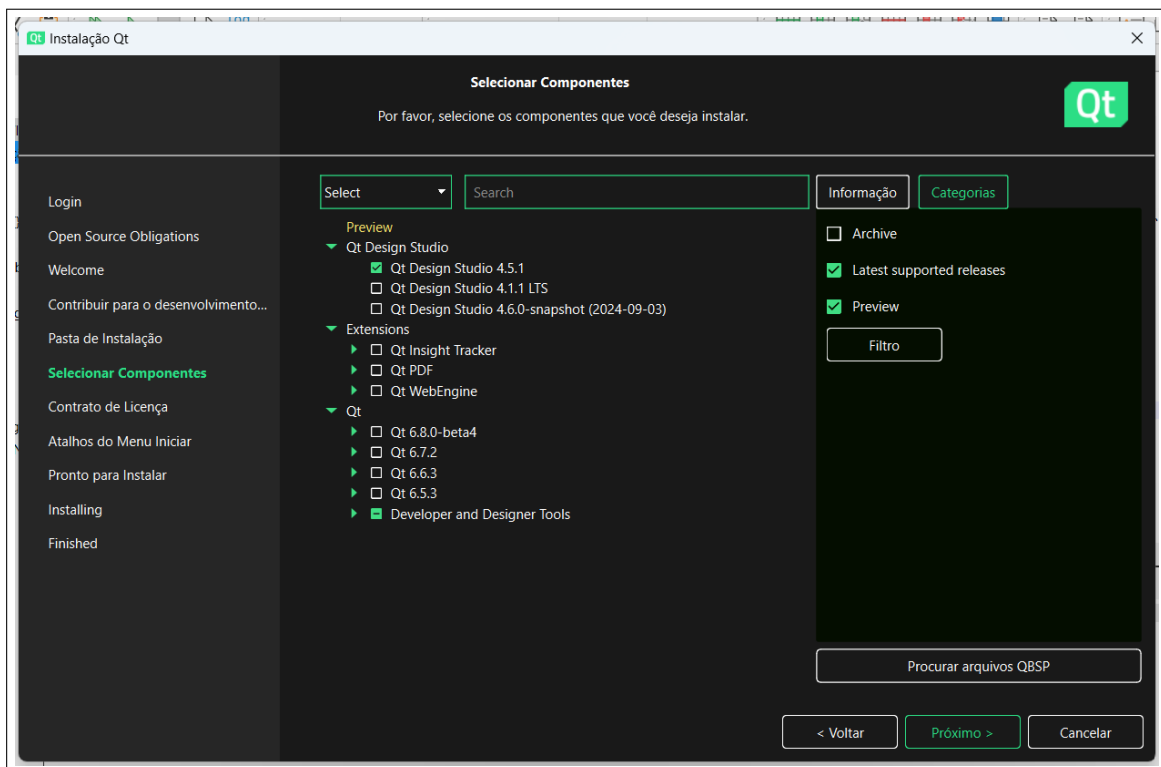 Qt Instalação Qt
Selecionar Componentes
Por favor, selecione os componentes que você deseja instalar.
Qt
Login
Open Source Obligations
Welcome
Contribuir para o desenvolvimento...
Pasta de Instalação
Selecionar Componentes
Contrato de Licença
Atalhos do Menu Iniciar
Pronto para Instalar
Installing
Finished
Select
Search
Preview
Qt Design Studio
Qt Design Studio 4.5.1
Qt Design Studio 4.1.1 LTS
Qt Design Studio 4.6.0-snapshot (2024-09-03)
Extensions
Qt Insight Tracker
Qt PDF
Qt WebEngine
Qt
Qt 6.8.0-beta4
Qt 6.7.2
Qt 6.6.3
Qt 6.5.3
Developer and Designer Tools
Informação
Categorias
Archive
Latest supported releases
Preview
Filtro
Procurar arquivos QBSP
< Voltar
Próximo >
Cancelar